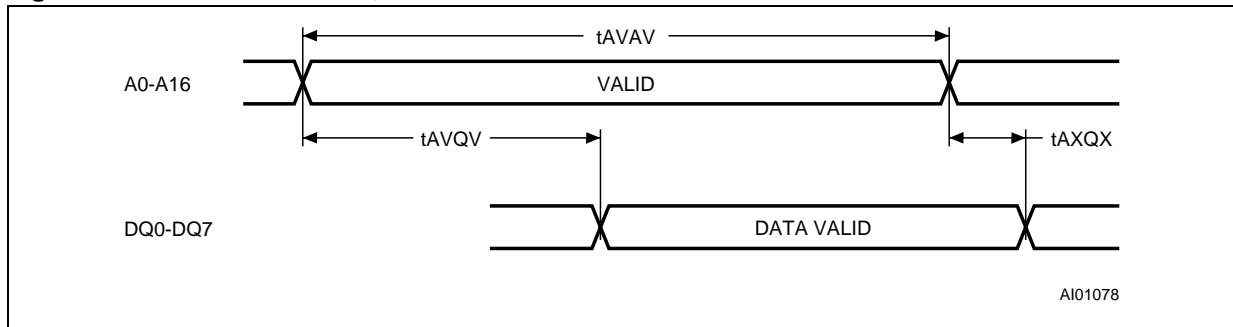 tAVAV
A0-A16
VALID
tAVQV
tAXQX
DQ0-DQ7
DATA VALID
AI01078